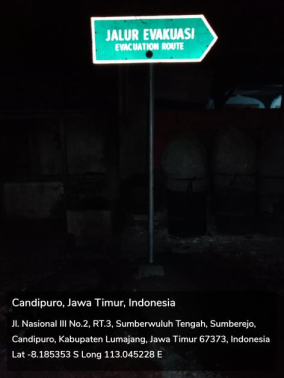 JALUR EVAKUASI
EVACUATION ROUTE
Candipuro, Jawa Timur, Indonesia
Jl. Nasional III No.2, RT.3, Sumberwuluh Tengah, Sumberejo,
Candipuro, Kabupaten Lumajang, Jawa Timur 67373, Indonesia
Lat -8.185353 S Long 113.045228 E